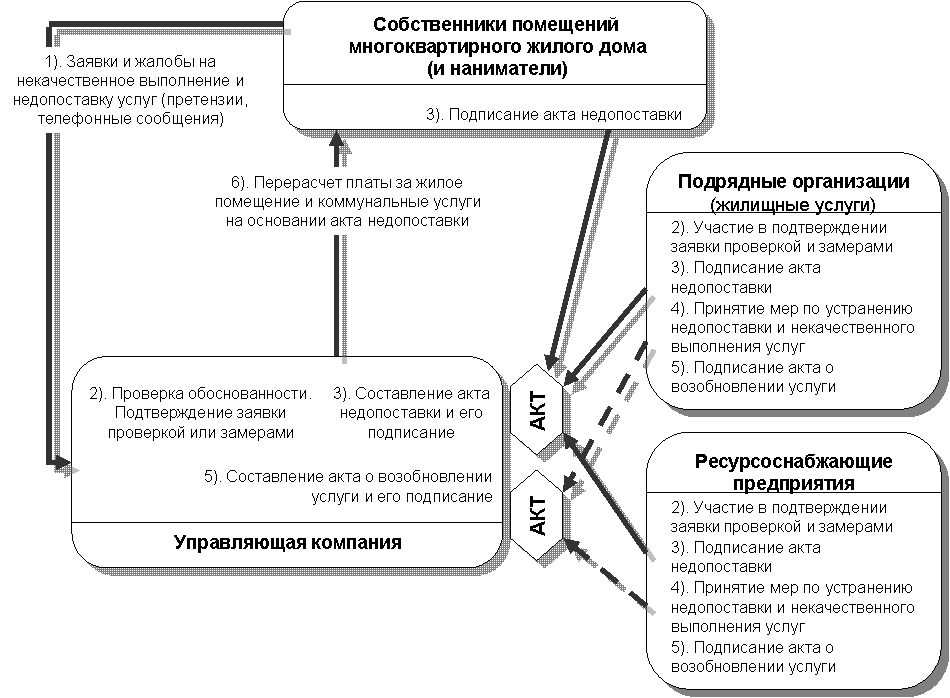 Собственники помещений
многоквартирного жилого дома
(и наниматели)
3). Подписание акта недопоставки
1). Заявки и жалобы на
некачественное выполнение и
недопоставку услуг (претензии,
телефонные сообщения)
6). Перерасчет платы за жилое
помещение и коммунальные услуги
на основании акта недопоставки
Подрядные организации
(жилищные услуги)
2). Участие в подтверждении
заявки проверкой и замерами
3). Подписание акта
недопоставки
4). Принятие мер по устранению
недопоставки и некачественного
выполнения услуг
5). Подписание акта о
возобновлении услуги
2). Проверка обоснованности.
Подтверждение заявки
проверкой или замерами
3). Составление акта
недопоставки и его
подписание
5). Составление акта о возобновлении
услуги и его подписание
Управляющая компания
АКТ
АКТ
Ресурсоснабжающие
предприятия
2). Участие в подтверждении
заявки проверкой и замерами
3). Подписание акта
недопоставки
4). Принятие мер по устранению
недопоставки и некачественного
выполнения услуг
5). Подписание акта о
возобновлении услуги